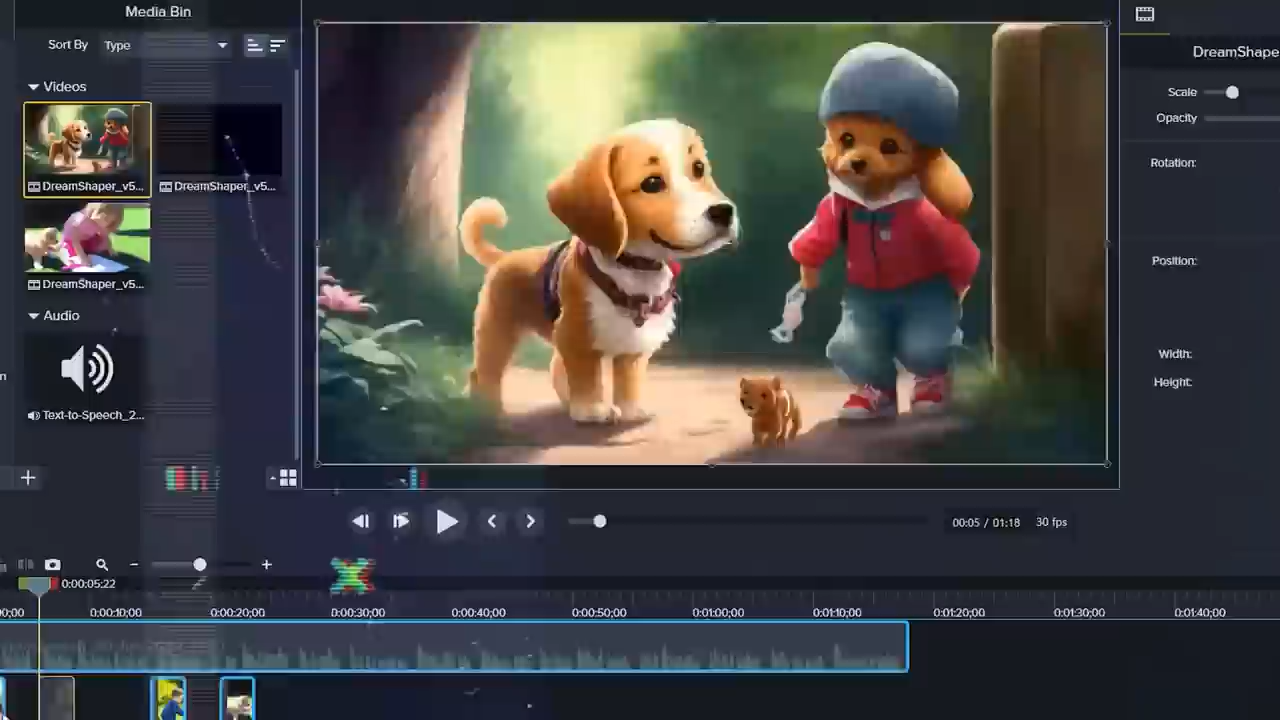 Media Bin
Sort By Type
Videos
DreamShaper_v5...
DreamShaper_v5...
DreamShaper_v5...
Audio
Text-to-Speech_2...
DreamShape
Scale
Opacity
Rotation:
Position:
Width:
Height:
00:05 / 01:18 30 fps
0:00:05;22
00;00 0:00:10;00 0:00:20;00 0:00:30;00 0:00:40;00 0:00:50;00 0:01:00;00 0:01:10;00 0:01:20;00 0:01:30;00 0:01:40;00